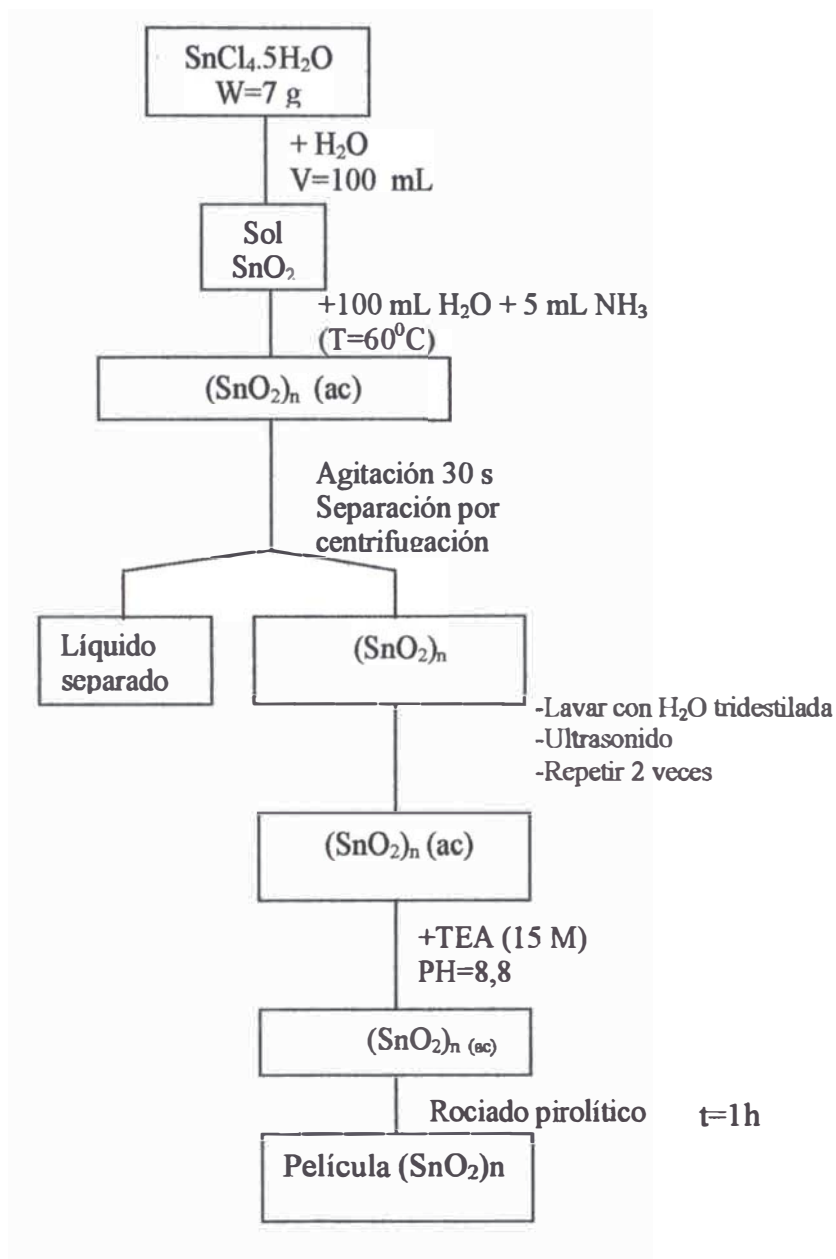 SnCl₄.5H₂O
W=7 g
+ H₂O
V=100 mL
Sol
SnO₂
+100 mL H₂O + 5 mL NH₃
(T=60⁰C)
(SnO₂)ₙ (ac)
Agitación 30 s
Separación por
centrifugación
Líquido
separado
(SnO₂)ₙ
-Lavar con H₂O tridestilada
-Ultrasonido
-Repetir 2 veces
(SnO₂)ₙ (ac)
+TEA (15 M)
PH=8,8
(SnO₂)ₙ (ac)
Rociado pirolítico t=1h
Película (SnO₂)n